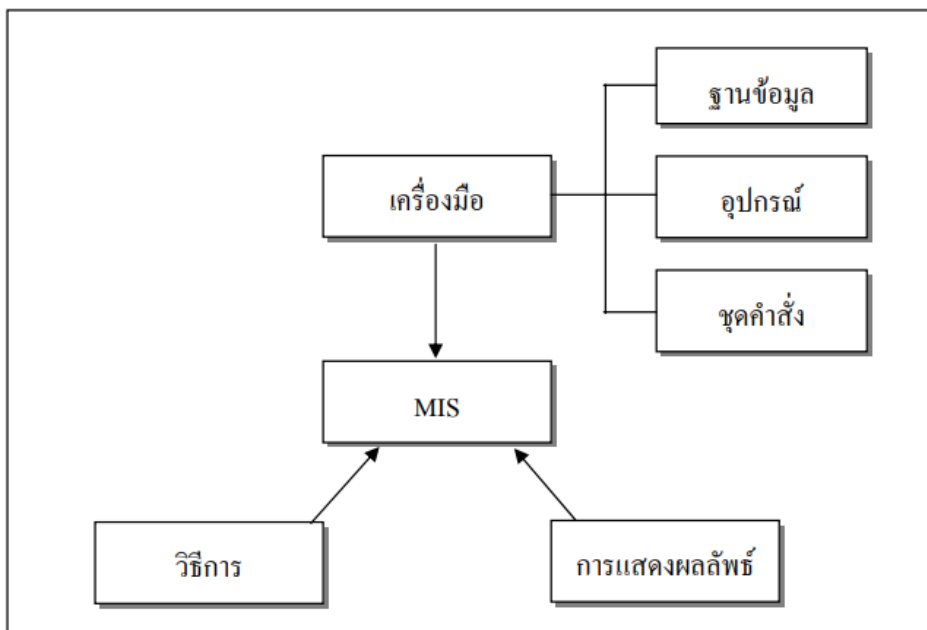 ฐานข้อมูล
เครื่องมือ
อุปกรณ์
ชุดคำสั่ง
MIS
วิธีการ
การแสดงผลลัพธ์